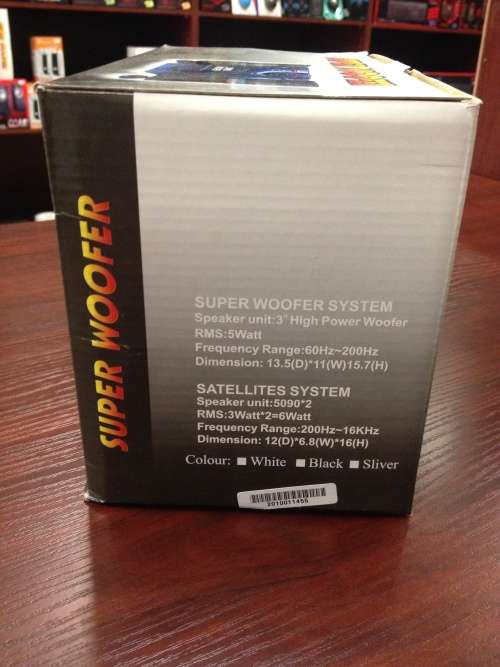 SUPER WOOFER
SUPER WOOFER SYSTEM
Speaker unit:3" High Power Woofer
RMS:5Watt
Frequency Range:60Hz~200Hz
Dimension: 13.5(D)*11(W)15.7(H)
SATELLITES SYSTEM
Speaker unit:5090*2
RMS:3Watt*2=6Watt
Frequency Range:200Hz~16KHz
Dimension: 12(D)*6.8(W)*16(H)
Colour: ■ White ■ Black ■ Sliver
2010011455